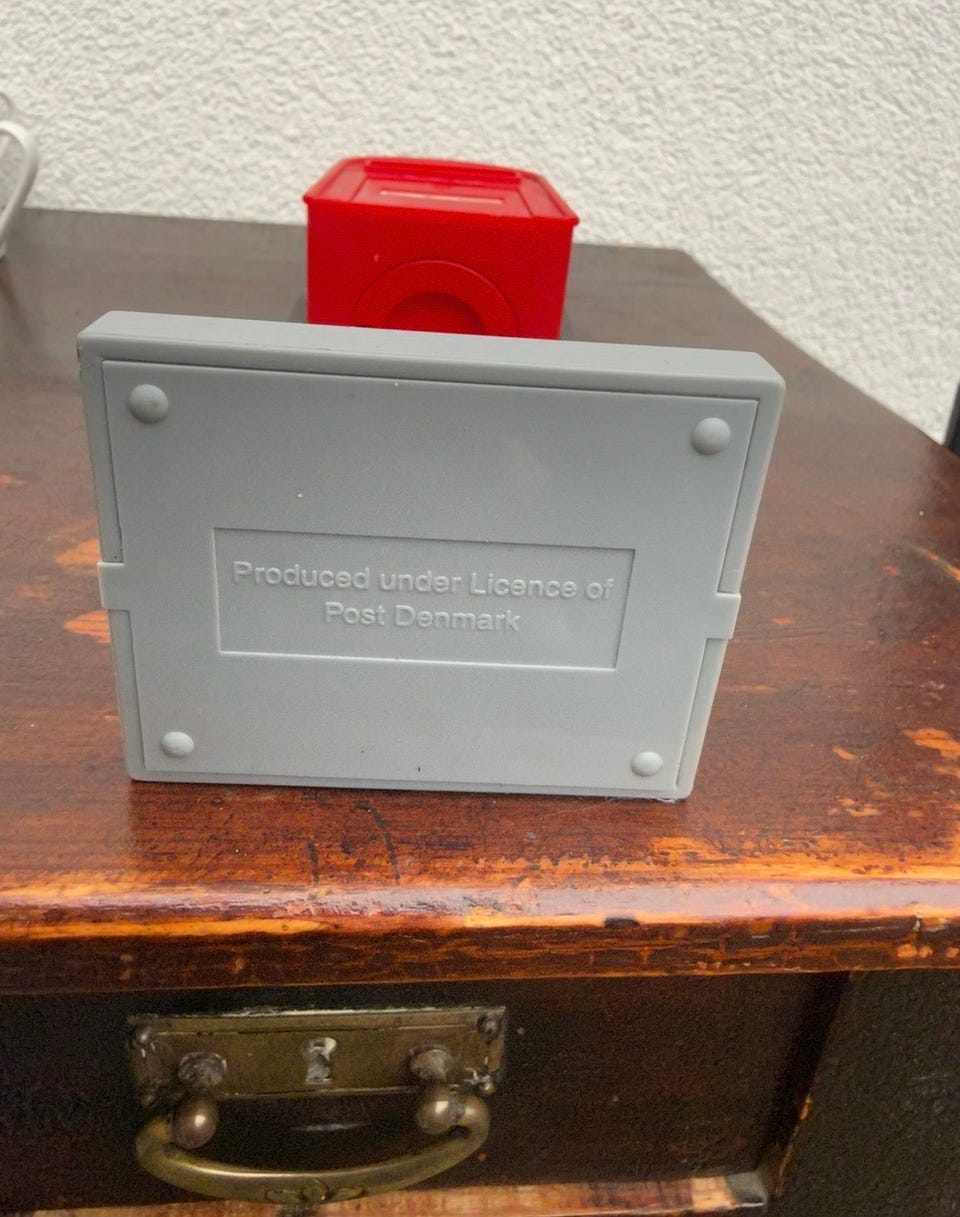 Produced under Licence of
Post Denmark